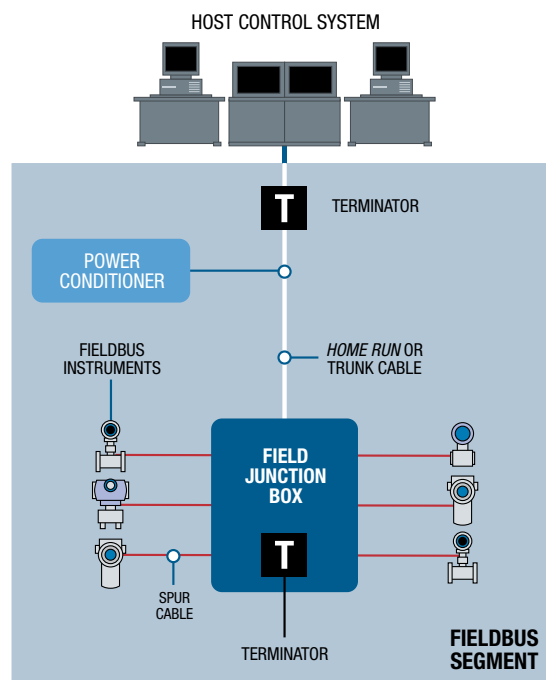 HOST CONTROL SYSTEM
T
TERMINATOR
POWER
CONDITIONER
HOME RUN OR
TRUNK CABLE
FIELDBUS
INSTRUMENTS
FIELD
JUNCTION
BOX
T
SPUR
CABLE
TERMINATOR
FIELDBUS
SEGMENT